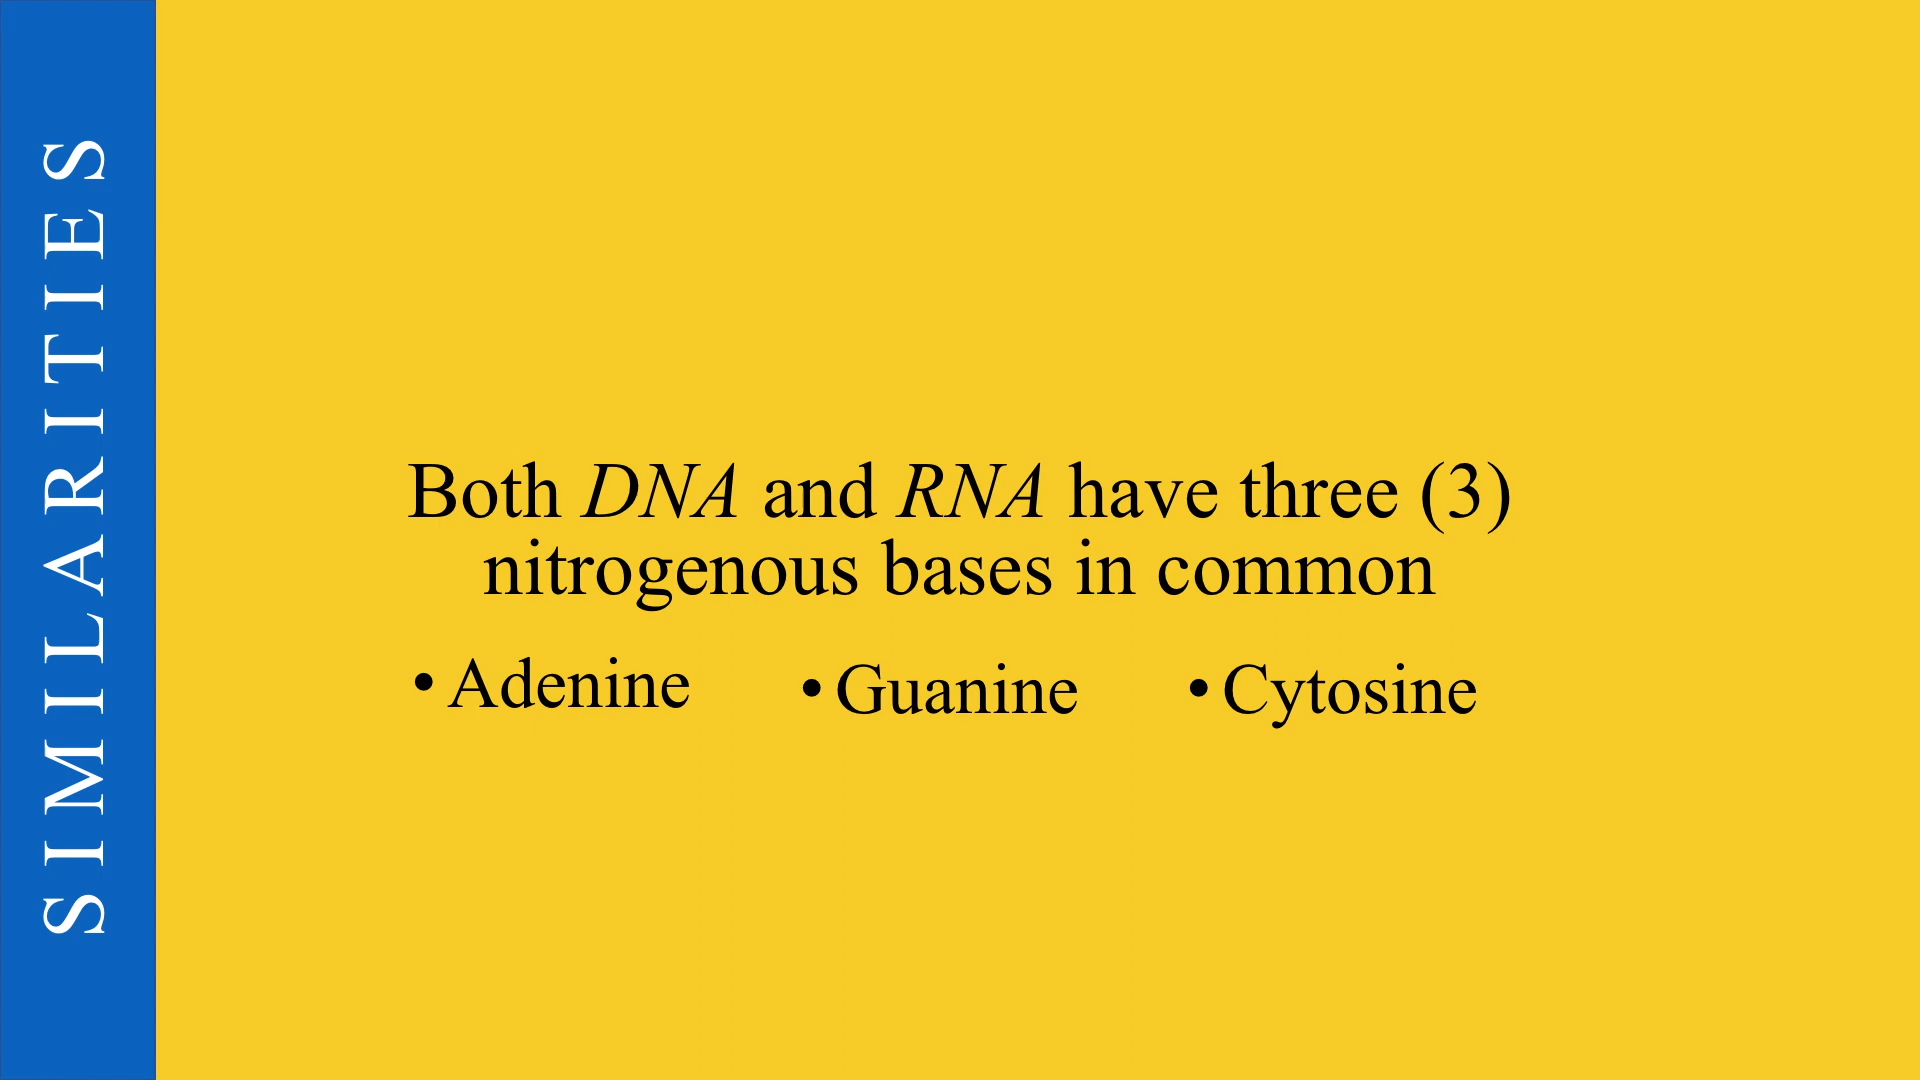 SIMILARITIES
Both DNA and RNA have three (3)
nitrogenous bases in common
• Adenine • Guanine • Cytosine